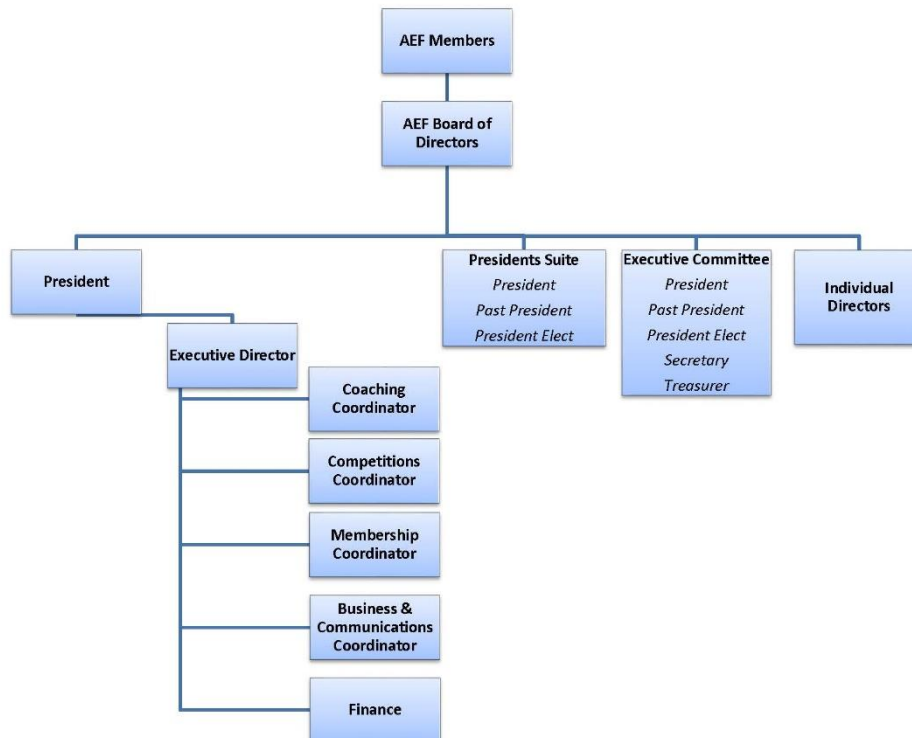 AEF Members
AEF Board of
Directors
President
Presidents Suite
President
Past President
President Elect
Executive Committee
President
Past President
President Elect
Secretary
Treasurer
Individual
Directors
Executive Director
Coaching
Coordinator
Competitions
Coordinator
Membership
Coordinator
Business &
Communications
Coordinator
Finance